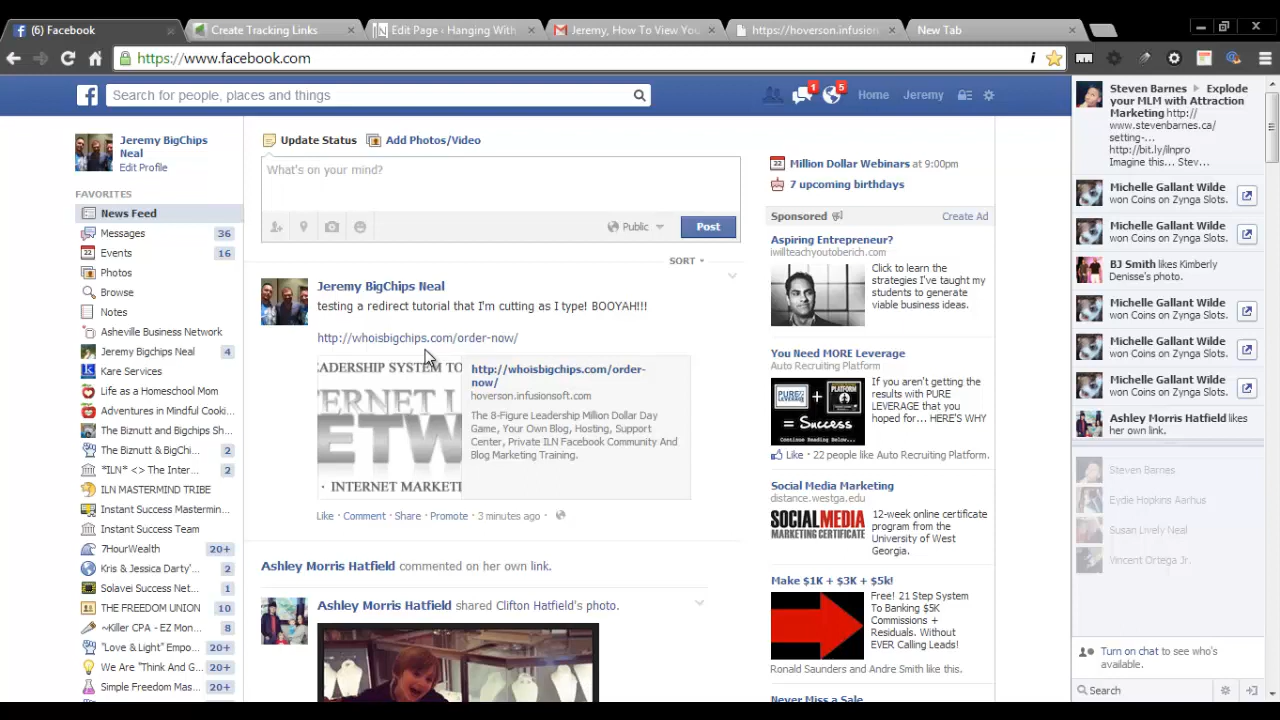 (6) Facebook
Create Tracking Links
Edit Page ‹ Hanging With
Jeremy, How To View You
https://hoverson.infusion
New Tab
https://www.facebook.com
Search for people, places and things
1
5
Home
Jeremy
Jeremy BigChips
Neal
Edit Profile
FAVORITES
News Feed
Messages 36
Events 16
Photos
Browse
Notes
Asheville Business Network
Jeremy Bigchips Neal 4
Kare Services
Life as a Homeschool Mom
Adventures in Mindful Cooki...
The Biznutt and Bigchips Sh...
The Biznutt & BigChi... 2
*ILN* <> The Inter... 2
ILN MASTERMIND TRIBE
Instant Success Mastermin...
Instant Success Team
7HourWealth 20+
Kris & Jessica Darty'... 2
Solavei Success Net... 1
THE FREEDOM UNION 10
~Killer CPA - EZ Mon... 8
"Love & Light" Empo... 20+
We Are "Think And G... 20+
Simple Freedom Mas... 20+
Update Status
Add Photos/Video
What's on your mind?
Public
Post
SORT
Jeremy BigChips Neal
testing a redirect tutorial that I'm cutting as I type! BOOYAH!!!
http://whoisbigchips.com/order-now/
EADERSHIP SYSTEM TO
ERNET L
ETW
· INTERNET MARKETI
http://whoisbigchips.com/order-
now/
hoverson.infusionsoft.com
The 8-Figure Leadership Million Dollar Day
Game, Your Own Blog, Hosting, Support
Center, Private ILN Facebook Community And
Blog Marketing Training.
Like · Comment · Share · Promote · 3 minutes ago ·
Ashley Morris Hatfield commented on her own link.
Ashley Morris Hatfield shared Clifton Hatfield's photo.
22 Million Dollar Webinars at 9:00pm
7 upcoming birthdays
Sponsored
Create Ad
Aspiring Entrepreneur?
iwillteachyoutoberich.com
Click to learn the
strategies I've taught my
students to generate
viable business ideas.
You Need MORE Leverage
Auto Recruiting Platform
PURE
LEVERAGE
+
PLATFORM
= Success
Continue Reading Below...
If you aren't getting the
results with PURE
LEVERAGE that you
hoped for... HERE'S WHY
Like · 22 people like Auto Recruiting Platform.
Social Media Marketing
distance.westga.edu
SOCIALMEDIA
MARKETING CERTIFICATE
12-week online certificate
program from the
University of West
Georgia.
Make $1K + $3K + $5k!
Free! 21 Step System
To Banking $5K
Commissions +
Residuals. Without
EVER Calling Leads!
Ronald Saunders and Andre Smith like this.
Never Miss a Sale
Steven Barnes ▸ Explode
your MLM with Attraction
Marketing http://
www.stevenbarnes.ca/
setting-...
http://bit.ly/ilnpro
Imagine this... Stev...
Michelle Gallant Wilde
won Coins on Zynga Slots.
Michelle Gallant Wilde
won Coins on Zynga Slots.
BJ Smith likes Kimberly
Denisse's photo.
Michelle Gallant Wilde
won Coins on Zynga Slots.
Michelle Gallant Wilde
won Coins on Zynga Slots.
Michelle Gallant Wilde
won Coins on Zynga Slots.
Ashley Morris Hatfield likes
her own link.
Steven Barnes
Eydie Hopkins Aarhus
Susan Lively Neal
Vincent Ortega Jr.
Turn on chat to see who's
available.
Search